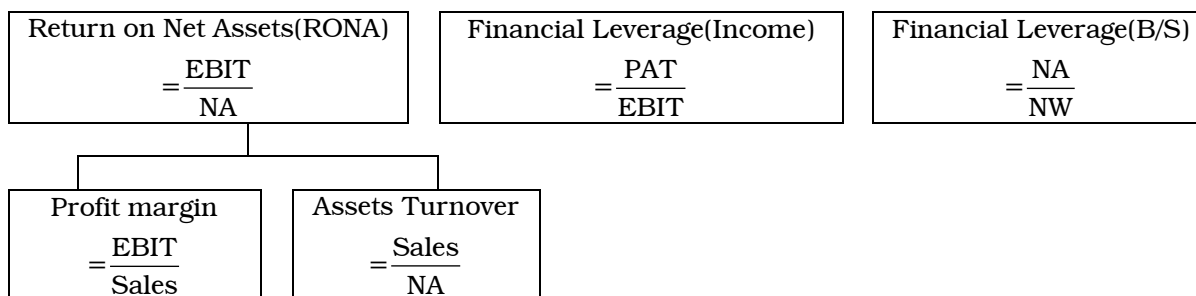 Return on Net Assets(RONA)
= EBIT / NA
Financial Leverage(Income)
= PAT / EBIT
Financial Leverage(B/S)
= NA / NW
Profit margin
= EBIT / Sales
Assets Turnover
= Sales / NA